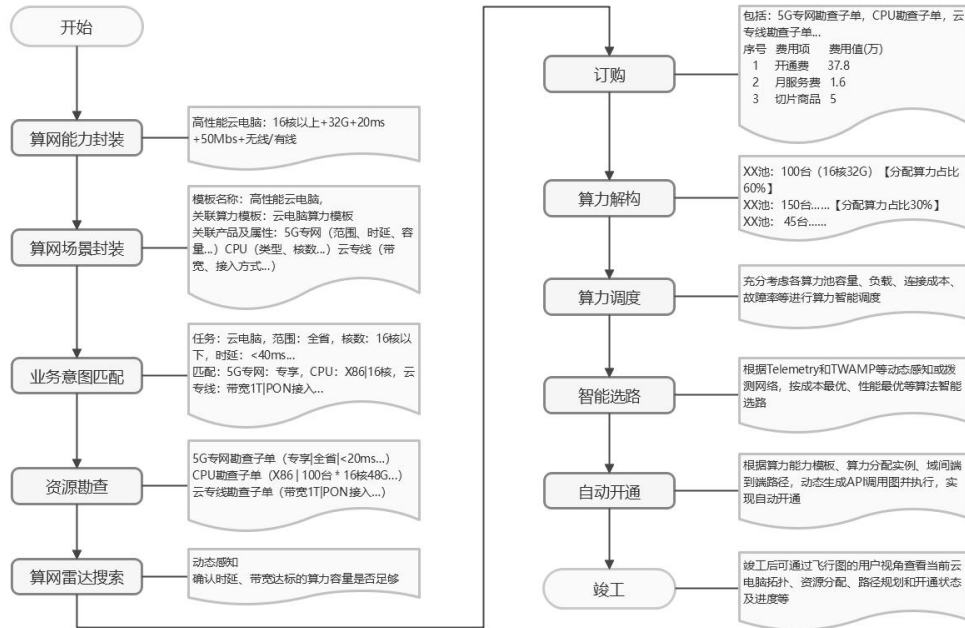 开始
算网能力封装
高性能云电脑：16核以上+32G+20ms
+50Mbs+无线/有线
算网场景封装
模板名称：高性能云电脑，
关联算力模板：云电脑算力模板
关联产品及属性：5G专网（范围、时延、容
量...）CPU（类型、核数...）云专线（带
宽、接入方式...）
业务意图匹配
任务：云电脑，范围：全省，核数：16核以
下，时延：<40ms...
匹配：5G专网：专享，CPU：X86|16核，云
专线：带宽1T|PON接入...
资源勘查
5G专网勘查子单（专享|全省|<20ms...）
CPU勘查子单（X86 | 100台 * 16核48G...）
云专线勘查子单（带宽1T|PON接入...）
算网雷达搜索
动态感知
确认时延、带宽达标的算力容量是否足够
订购
包括：5G专网勘查子单，CPU勘查子单，云
专线勘查子单...
序号 费用项 费用值(万)
1 开通费 37.8
2 月服务费 1.6
3 切片商品 5
算力解构
XX池：100台（16核32G）【分配算力占比
60%】
XX池：150台......【分配算力占比30%】
XX池： 45台......
算力调度
充分考虑各算力池容量、负载、连接成本、
故障率等进行算力智能调度
智能选路
根据Telemetry和TWAMP等动态感知或拨
测网络，按成本最优、性能最优等算法智能
选路
自动开通
根据算力能力模板、算力分配实例、域间端
到端路径，动态生成API调用图并执行，实
现自动开通
竣工
竣工后可通过飞行图的用户视角查看当前云
电脑拓扑、资源分配、路径规划和开通状态
及进度等